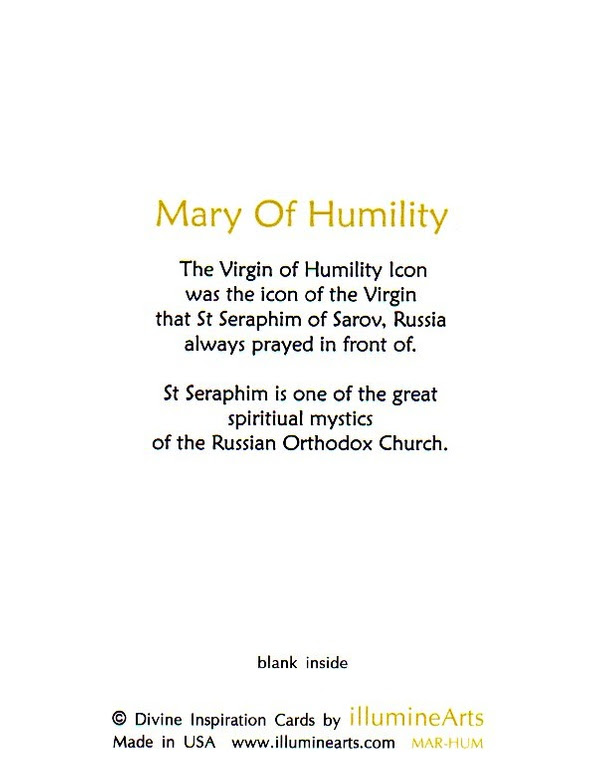 Mary Of Humility
The Virgin of Humility Icon
was the icon of the Virgin
that St Seraphim of Sarov, Russia
always prayed in front of.
St Seraphim is one of the great
spiritiual mystics
of the Russian Orthodox Church.
blank inside
© Divine Inspiration Cards by illumineArts
Made in USA www.illuminearts.com MAR-HUM